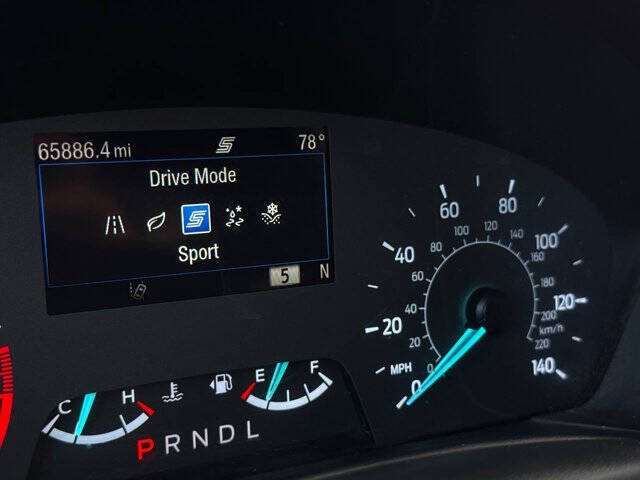 65886.4 mi 78°
Drive Mode
Sport
5 N
0 20 40 60 80 100 120 140
MPH
0 20 40 60 80 100 120 140 160 180 200 220
km/h
C H E F
P R N D L